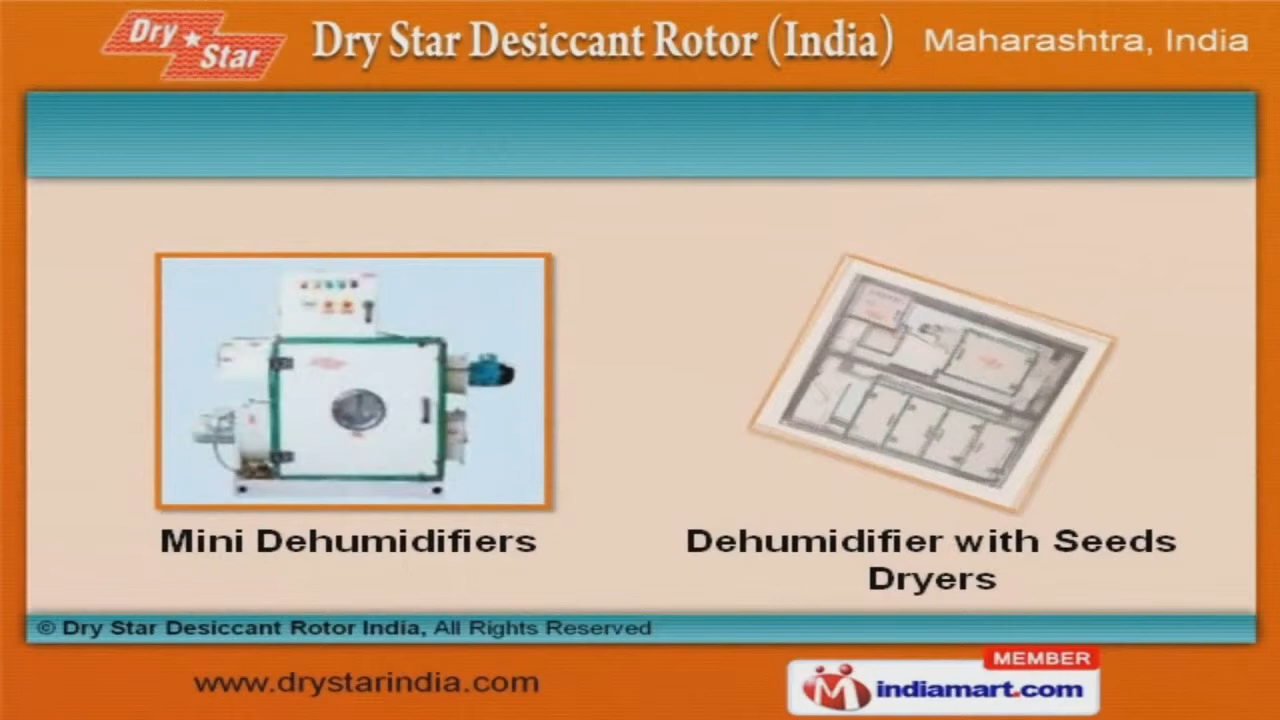 Dry Star
Dry Star Desiccant Rotor (India)
Maharashtra, India
Mini Dehumidifiers
Dehumidifier with Seeds
Dryers
© Dry Star Desiccant Rotor India, All Rights Reserved
www.drystarindia.com
MEMBER
indiamart.com